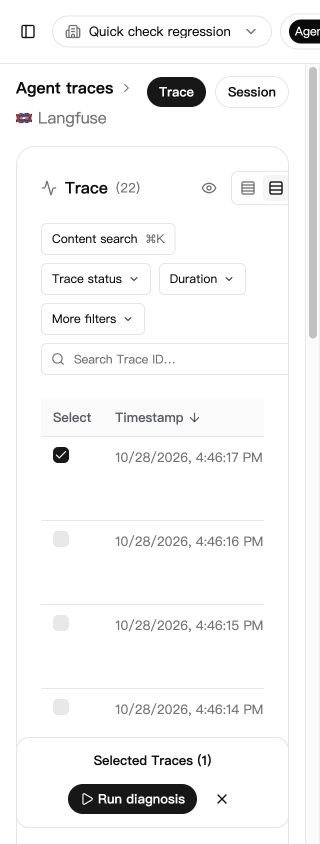 Quick check regression
Agen
Agent traces
Trace
Session
Langfuse
Trace (22)
Content search ⌘K
Trace status
Duration
More filters
Search Trace ID...
Select Timestamp ↓
10/28/2026, 4:46:17 PM
10/28/2026, 4:46:16 PM
10/28/2026, 4:46:15 PM
10/28/2026, 4:46:14 PM
Selected Traces (1)
Run diagnosis